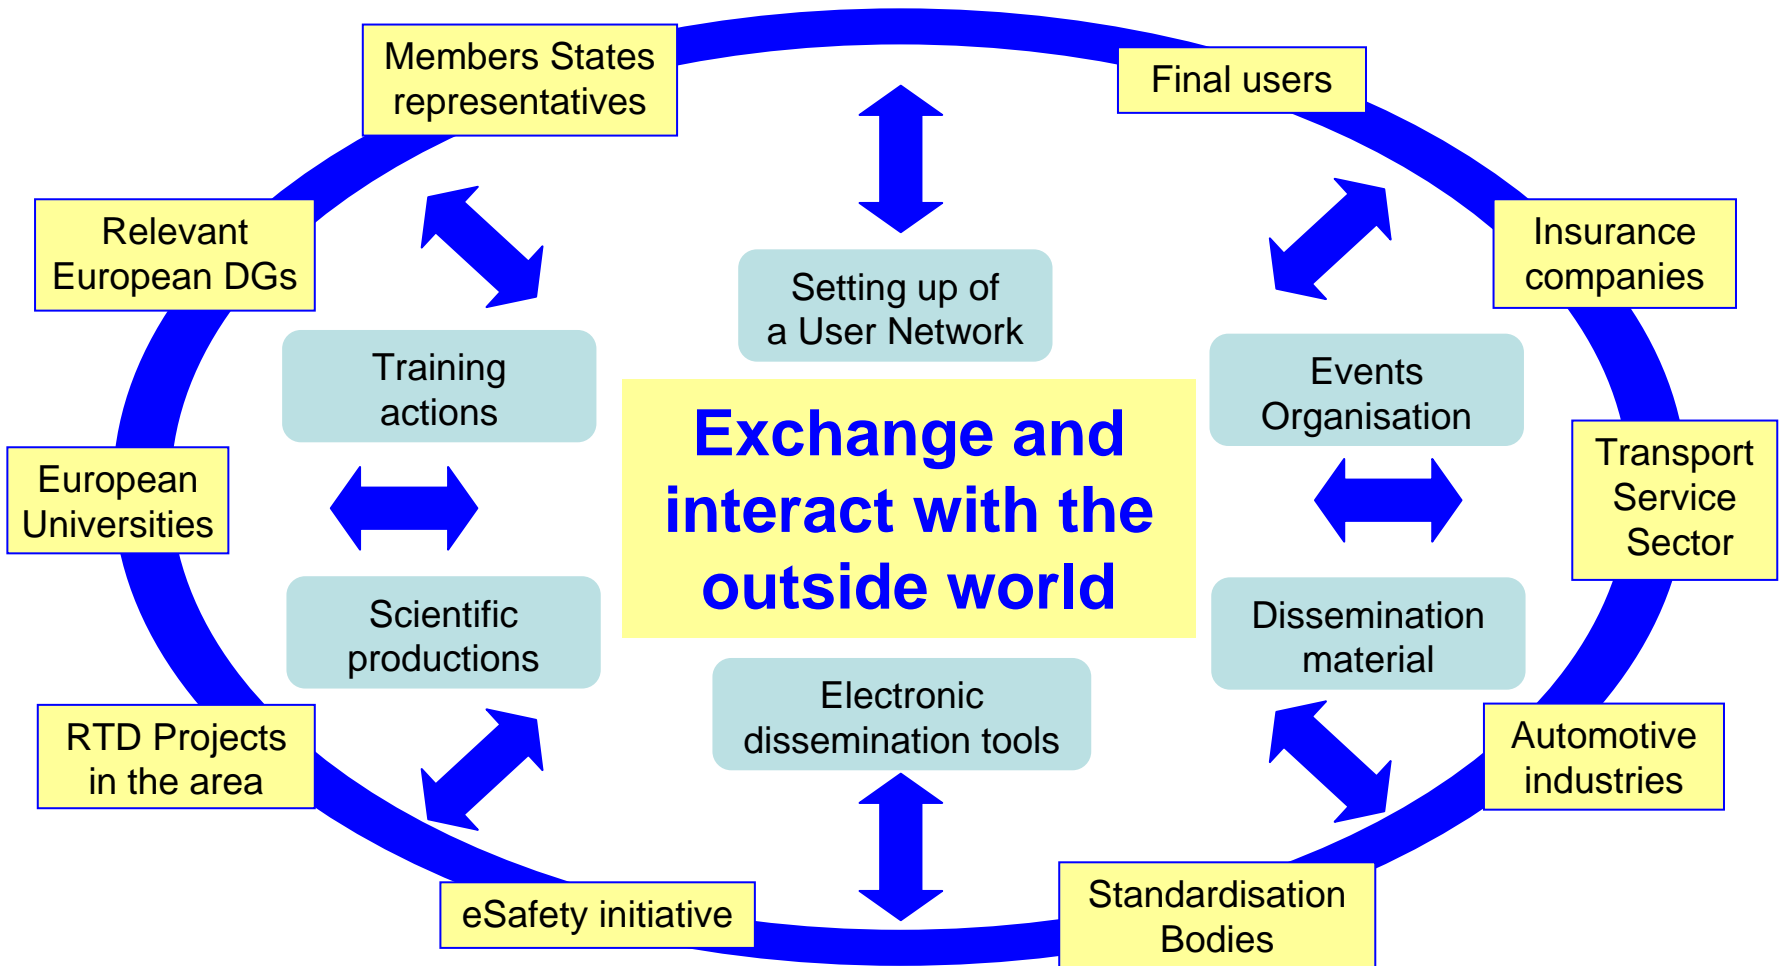 Members States
representatives
Final users
Relevant
European DGs
Insurance
companies
Setting up of
a User Network
Training
actions
Events
Organisation
Exchange and
interact with the
outside world
European
Universities
Transport
Service
Sector
Scientific
productions
Dissemination
material
Electronic
dissemination tools
RTD Projects
in the area
Automotive
industries
eSafety initiative
Standardisation
Bodies